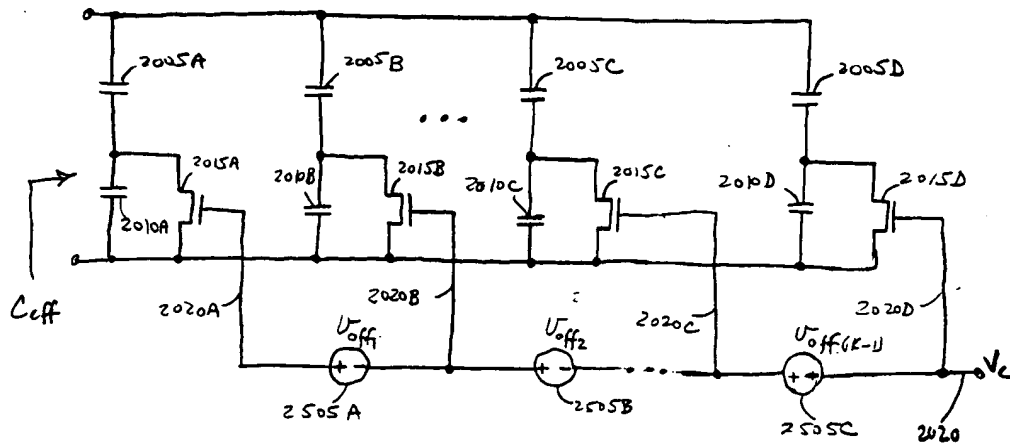 2005A
2005B
2005C
2005D
...
2015A
2010B
2015B
2010C
2015C
2010D
2015D
2010A
Ceff
2020A
2020B
2020C
2020D
Voff1
Voff2
Voff(K-1)
Vc
+ -
+ -
....
2505A
2505B
2505C
2020